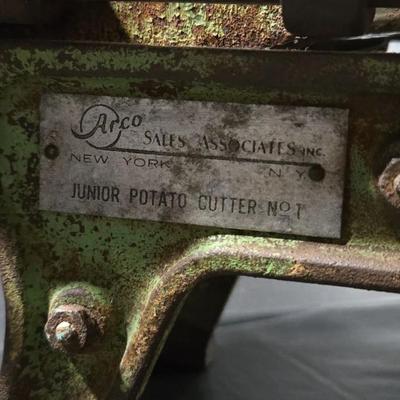 Arco
SALES ASSOCIATES INC.
NEW YORK N.Y.
JUNIOR POTATO CUTTER No 1